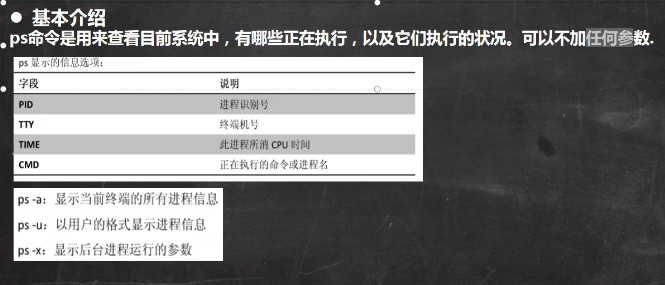 ● 基本介绍
ps命令是用来查看目前系统中，有哪些正在执行，以及它们执行的状况。可以不加任何参数.
ps 显示的信息选项：
字段 说明
PID 进程识别号
TTY 终端机号
TIME 此进程所消 CPU 时间
CMD 正在执行的命令或进程名
ps -a：显示当前终端的所有进程信息
ps -u：以用户的格式显示进程信息
ps -x：显示后台进程运行的参数